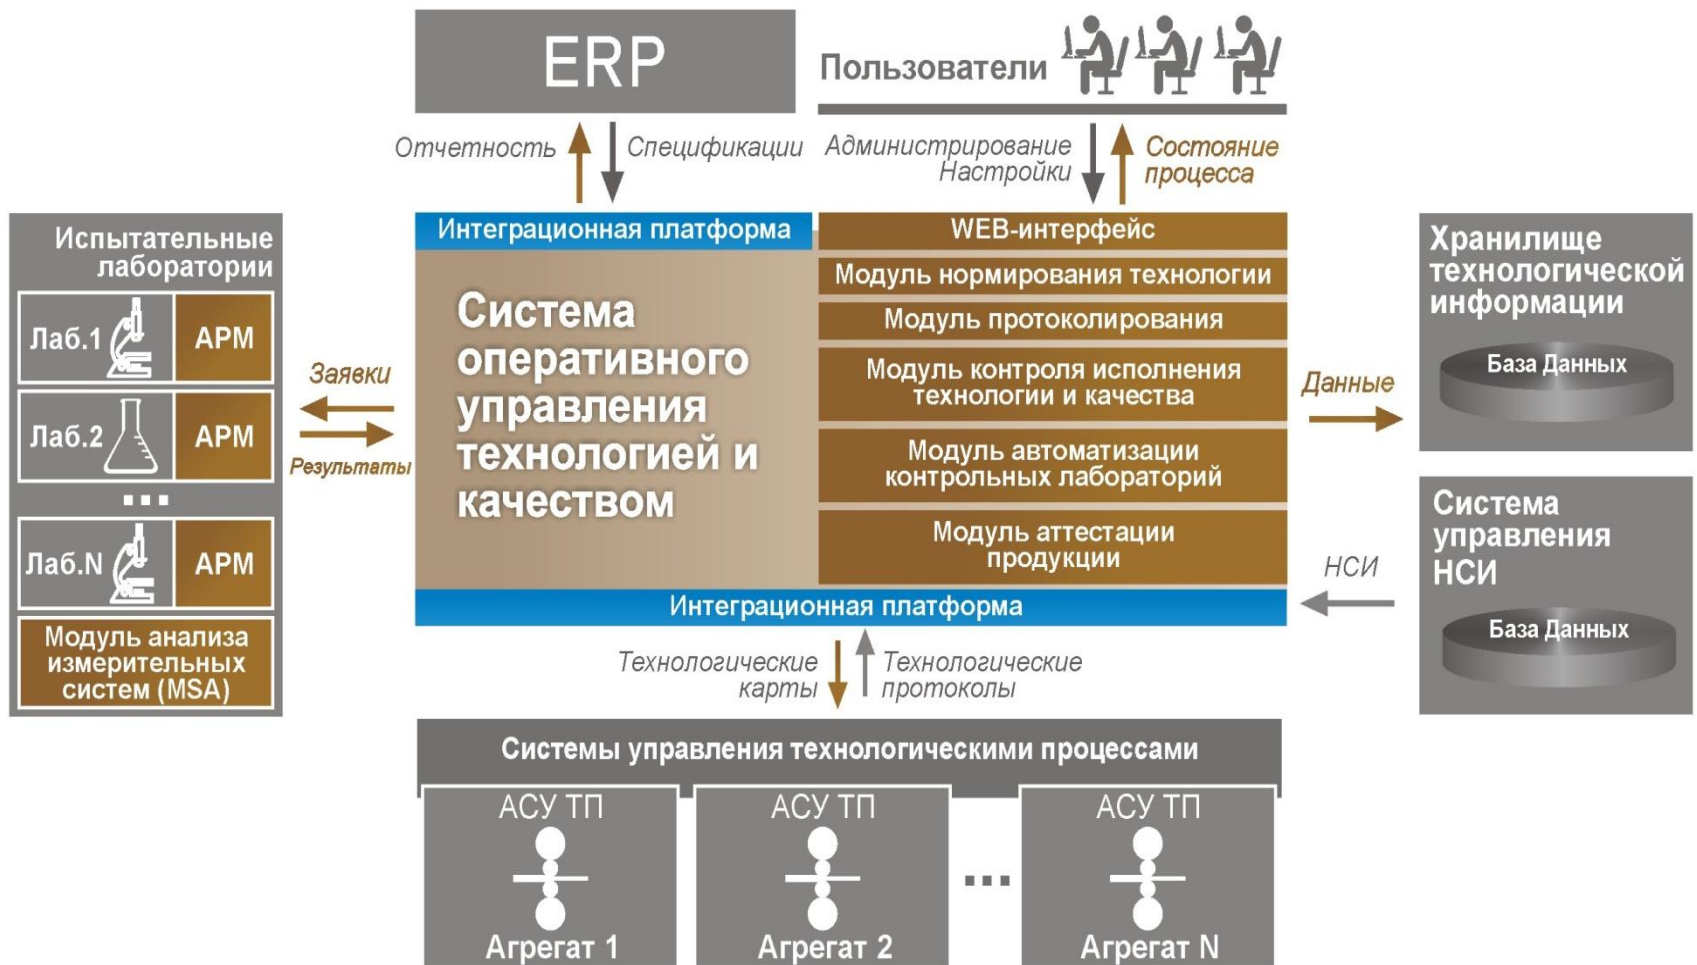 ERP
Пользователи
Отчетность
Спецификации
Администрирование
Настройки
Состояние
процесса
Испытательные
лаборатории
Лаб.1
АРМ
Лаб.2
АРМ
...
Лаб.N
АРМ
Модуль анализа
измерительных
систем (MSA)
Заявки
Результаты
Интеграционная платформа
Система
оперативного
управления
технологией и
качеством
WEB-интерфейс
Модуль нормирования технологии
Модуль протоколирования
Модуль контроля исполнения
технологии и качества
Модуль автоматизации
контрольных лабораторий
Модуль аттестации
продукции
Интеграционная платформа
Данные
Хранилище
технологической
информации
База Данных
НСИ
Система
управления
НСИ
База Данных
Технологические
карты
Технологические
протоколы
Системы управления технологическими процессами
АСУ ТП
Агрегат 1
АСУ ТП
Агрегат 2
...
АСУ ТП
Агрегат N